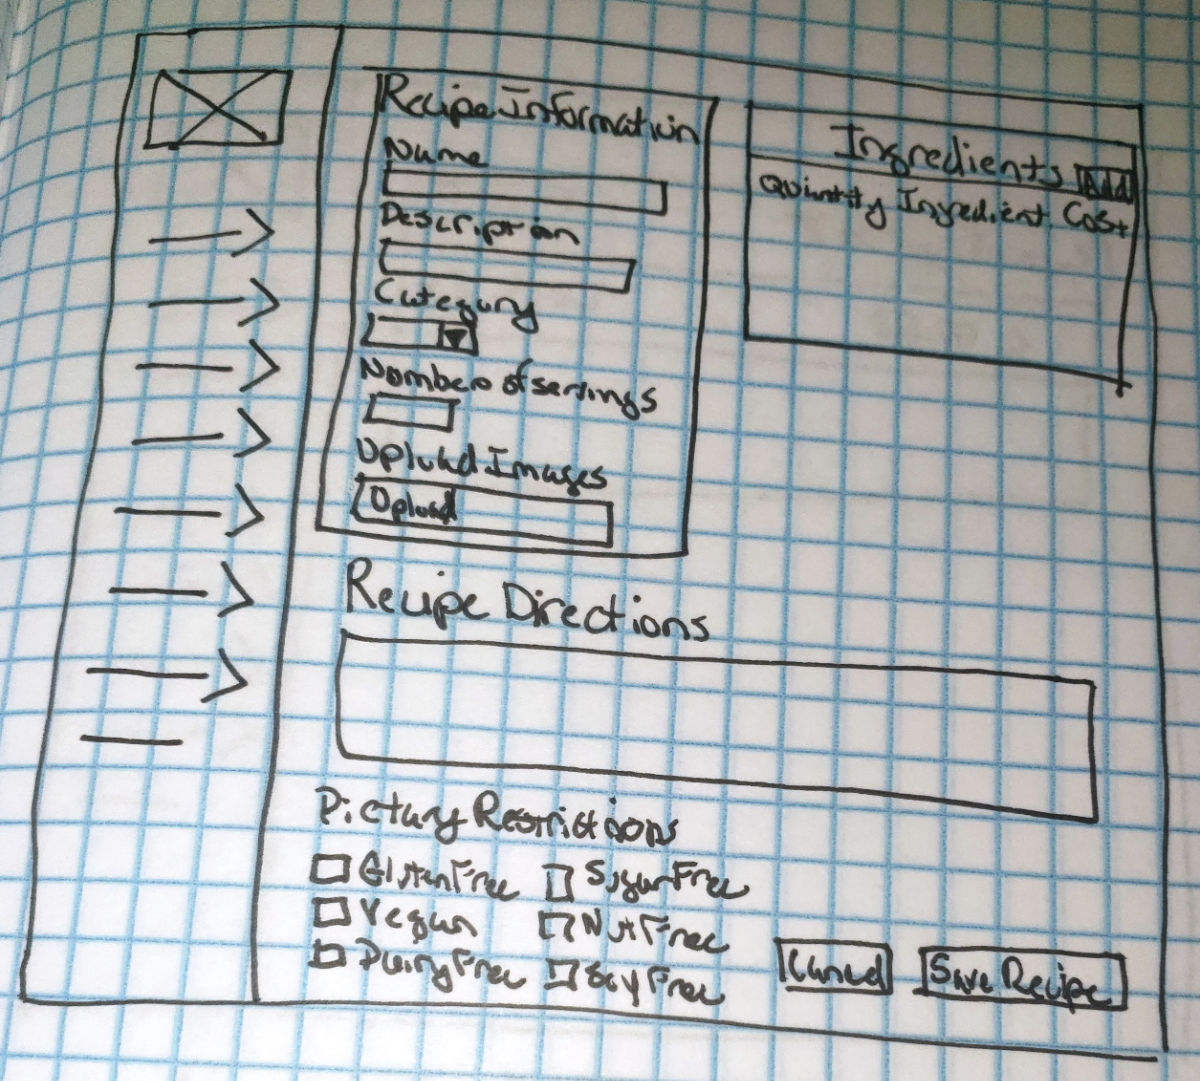 Recipe Information
Name
Description
Category
Number of servings
Upload Images
Upload
Ingredients Add
Quantity Ingredient Cost
Recipe Directions
Dietary Restrictions
Gluten Free Sugar Free
Vegan Nut Free
Dairy Free Soy Free
Cancel Save Recipe